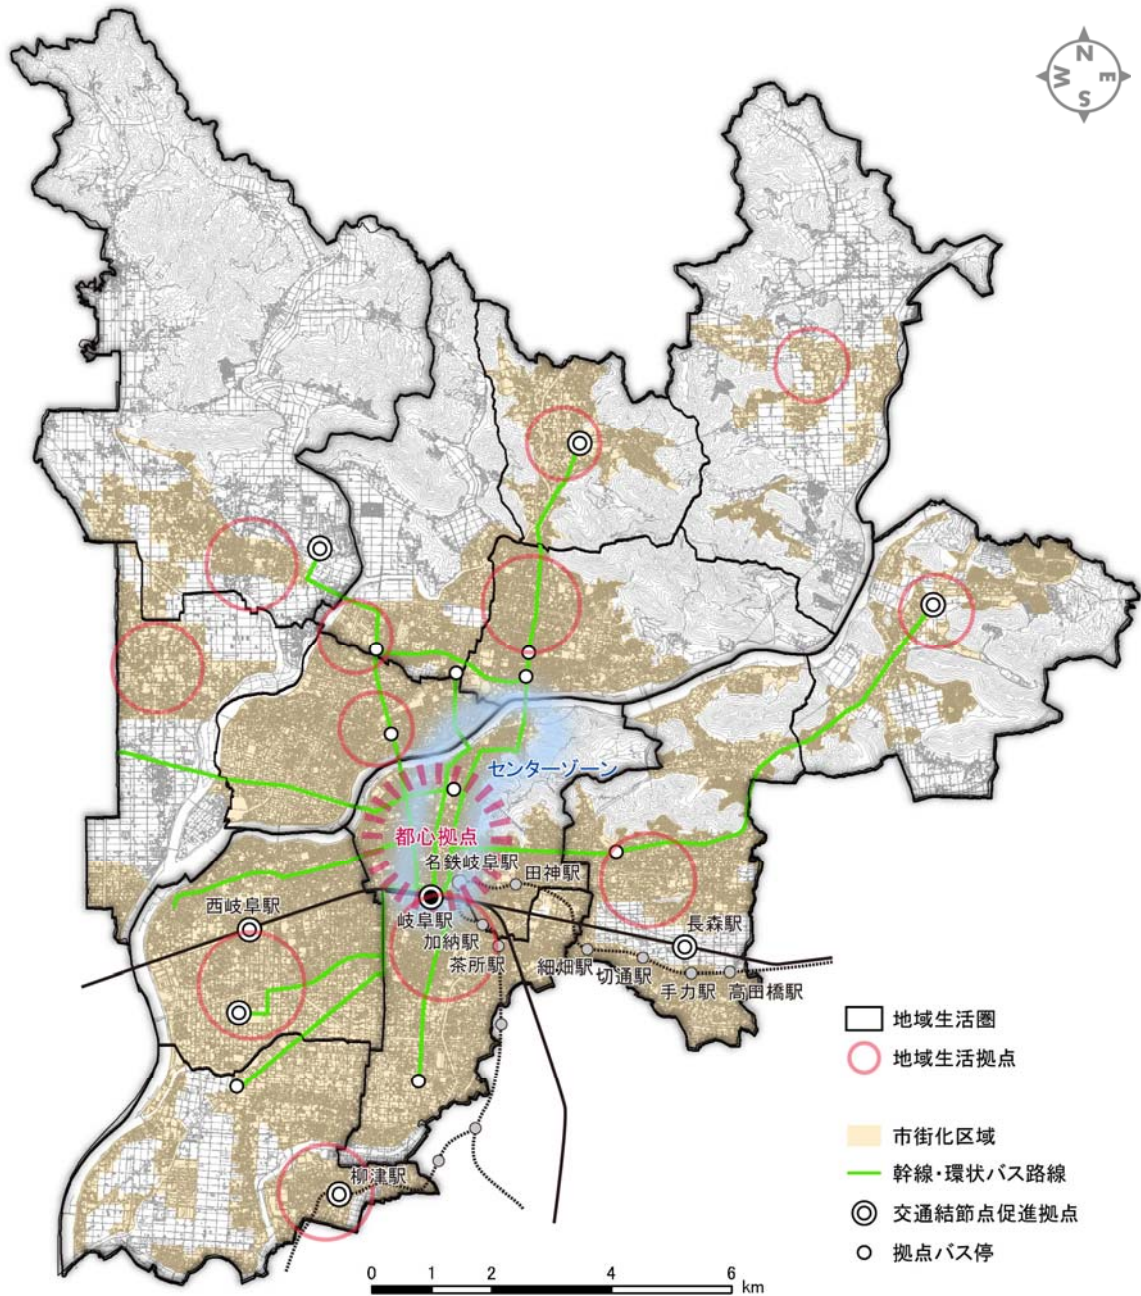 N
W
E
S
センターゾーン
都心拠点
名鉄岐阜駅
田神駅
西岐阜駅
岐阜駅
長森駅
加納駅
茶所駅
細畑駅
切通駅
手力駅
高田橋駅
柳津駅
地域生活圏
地域生活拠点
市街化区域
幹線・環状バス路線
交通結節点促進拠点
拠点バス停
0 1 2 4 6
km